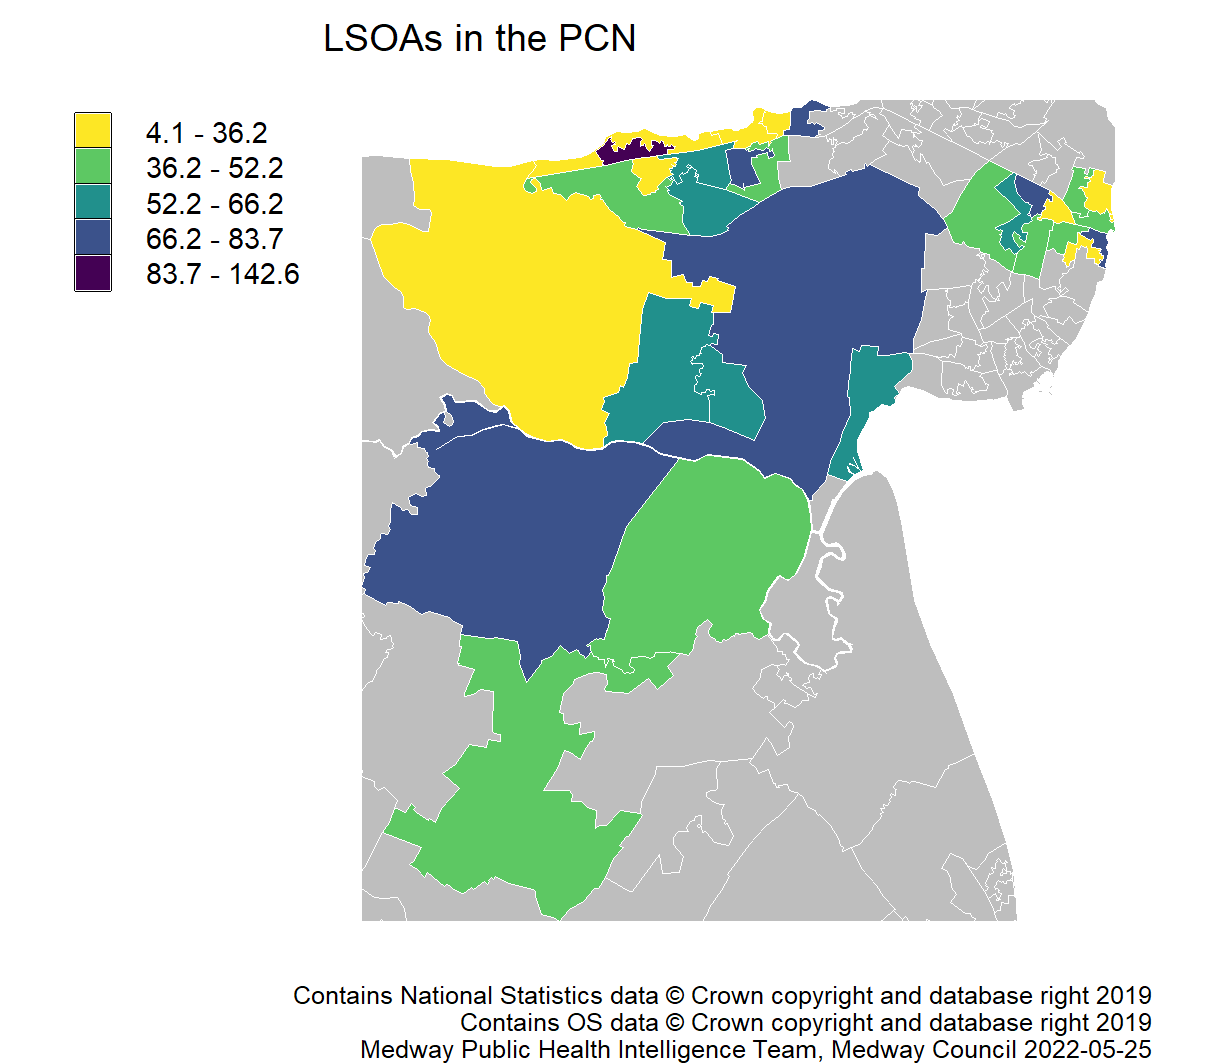 LSOAs in the PCN
4.1 - 36.2
36.2 - 52.2
52.2 - 66.2
66.2 - 83.7
83.7 - 142.6
Contains National Statistics data © Crown copyright and database right 2019
Contains OS data © Crown copyright and database right 2019
Medway Public Health Intelligence Team, Medway Council 2022-05-25